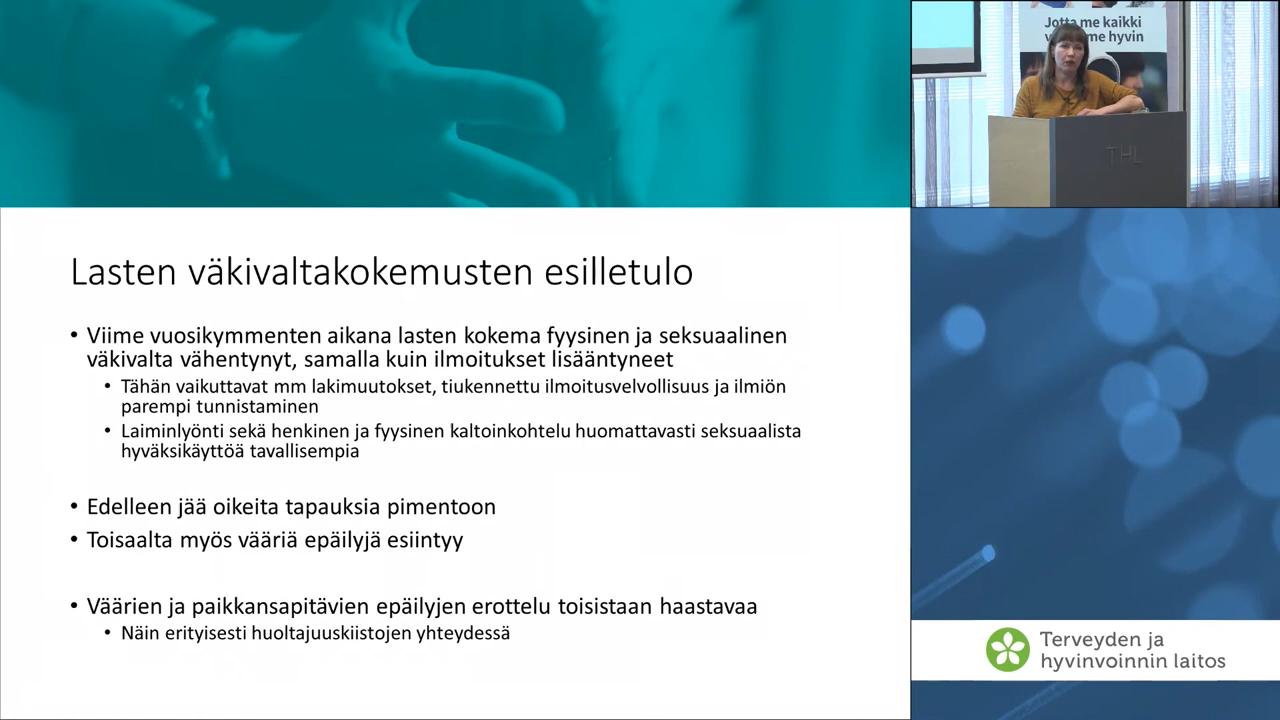 Jotta me kaikki
hyvin
THL
Lasten väkivaltakokemusten esilletulo
• Viime vuosikymmenten aikana lasten kokema fyysinen ja seksuaalinen
väkivalta vähentynyt, samalla kuin ilmoitukset lisääntyneet
• Tähän vaikuttavat mm lakimuutokset, tiukennettu ilmoitusvelvollisuus ja ilmiön
parempi tunnistaminen
• Laiminlyönti sekä henkinen ja fyysinen kaltoinkohtelu huomattavasti seksuaalista
hyväksikäyttöä tavallisempia
• Edelleen jää oikeita tapauksia pimentoon
• Toisaalta myös vääriä epäilyjä esiintyy
• Väärien ja paikkansapitävien epäilyjen erottelu toisistaan haastavaa
• Näin erityisesti huoltajuuskiistojen yhteydessä
Terveyden ja
hyvinvoinnin laitos